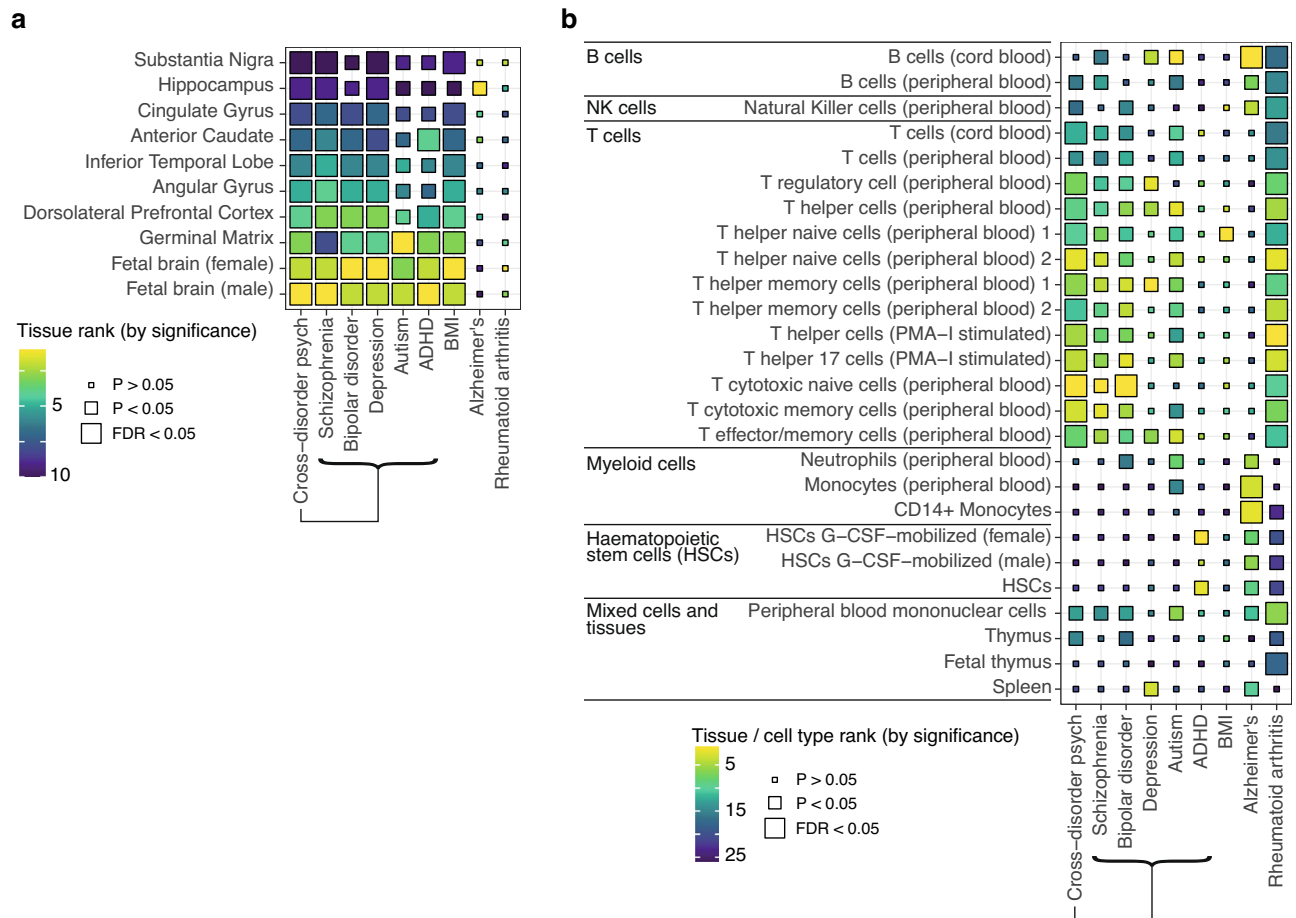 a
Substantia Nigra
Hippocampus
Cingulate Gyrus
Anterior Caudate
Inferior Temporal Lobe
Angular Gyrus
Dorsolateral Prefrontal Cortex
Germinal Matrix
Fetal brain (female)
Fetal brain (male)
Tissue rank (by significance)
5
10
P > 0.05
P < 0.05
FDR < 0.05
Cross−disorder psych
Schizophrenia
Bipolar disorder
Depression
Autism
ADHD
BMI
Alzheimer's
Rheumatoid arthritis
b
B cells
B cells (cord blood)
B cells (peripheral blood)
NK cells
Natural Killer cells (peripheral blood)
T cells
T cells (cord blood)
T cells (peripheral blood)
T regulatory cell (peripheral blood)
T helper cells (peripheral blood)
T helper naive cells (peripheral blood) 1
T helper naive cells (peripheral blood) 2
T helper memory cells (peripheral blood) 1
T helper memory cells (peripheral blood) 2
T helper cells (PMA−I stimulated)
T helper 17 cells (PMA−I stimulated)
T cytotoxic naive cells (peripheral blood)
T cytotoxic memory cells (peripheral blood)
T effector/memory cells (peripheral blood)
Myeloid cells
Neutrophils (peripheral blood)
Monocytes (peripheral blood)
CD14+ Monocytes
Haematopoietic
stem cells (HSCs)
HSCs G−CSF−mobilized (female)
HSCs G−CSF−mobilized (male)
HSCs
Mixed cells and
tissues
Peripheral blood mononuclear cells
Thymus
Fetal thymus
Spleen
Tissue / cell type rank (by significance)
5
15
25
P > 0.05
P < 0.05
FDR < 0.05
Cross−disorder psych
Schizophrenia
Bipolar disorder
Depression
Autism
ADHD
BMI
Alzheimer's
Rheumatoid arthritis